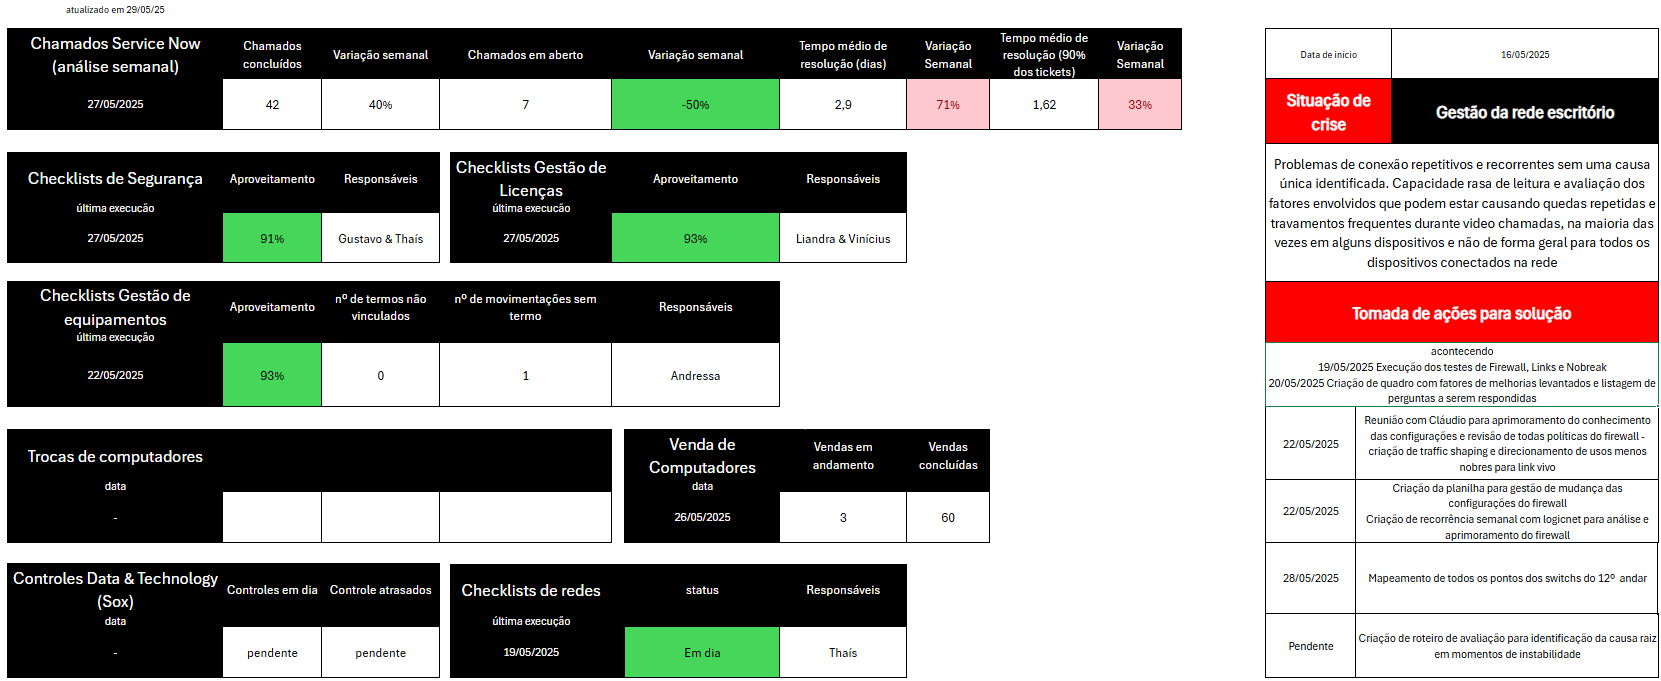 atualizado em 29/05/25
Chamados Service Now
(análise semanal)
27/05/2025
Chamados
concluídos
42
Variação semanal
40%
Chamados em aberto
7
Variação semanal
-50%
Tempo médio de
resolução (dias)
2,9
Variação
Semanal
71%
Tempo médio de
resolução (90%
dos tickets)
1,62
Variação
Semanal
33%
Checklists de Segurança
última execucão
27/05/2025
Aproveitamento
91%
Responsáveis
Gustavo & Thaís
Checklists Gestão de
Licenças
última execucão
27/05/2025
Aproveitamento
93%
Responsáveis
Liandra & Vinícius
Checklists Gestão de
equipamentos
última execução
22/05/2025
Aproveitamento
93%
nº de termos não
vinculados
0
nº de movimentações sem
termo
1
Responsáveis
Andressa
Trocas de computadores
data
-
Venda de
Computadores
data
26/05/2025
Vendas em
andamento
3
Vendas
concluídas
60
Controles Data & Technology
(Sox)
data
-
Controles em dia
pendente
Controle atrasados
pendente
Checklists de redes
última execução
19/05/2025
status
Em dia
Responsáveis
Thaís
Data de início
16/05/2025
Situação de
crise
Gestão da rede escritório
Problemas de conexão repetitivos e recorrentes sem uma causa
única identificada. Capacidade rasa de leitura e avaliação dos
fatores envolvidos que podem estar causando quedas repetidas e
travamentos frequentes durante video chamadas, na maioria das
vezes em alguns dispositivos e não de forma geral para todos os
dispositivos conectados na rede
Tomada de ações para solução
acontecendo
19/05/2025 Execução dos testes de Firewall, Links e Nobreak
20/05/2025 Criação de quadro com fatores de melhorias levantados e listagem de
perguntas a serem respondidas
22/05/2025
Reunião com Cláudio para aprimoramento do conhecimento
das configurações e revisão de todas políticas do firewall -
criação de traffic shaping e direcionamento de usos menos
nobres para link vivo
22/05/2025
Criação da planilha para gestão de mudança das
configurações do firewall
Criação de recorrência semanal com logicnet para análise e
aprimoramento do firewall
28/05/2025
Mapeamento de todos os pontos dos switchs do 12º andar
Pendente
Criação de roteiro de avaliação para identificação da causa raiz
em momentos de instabilidade